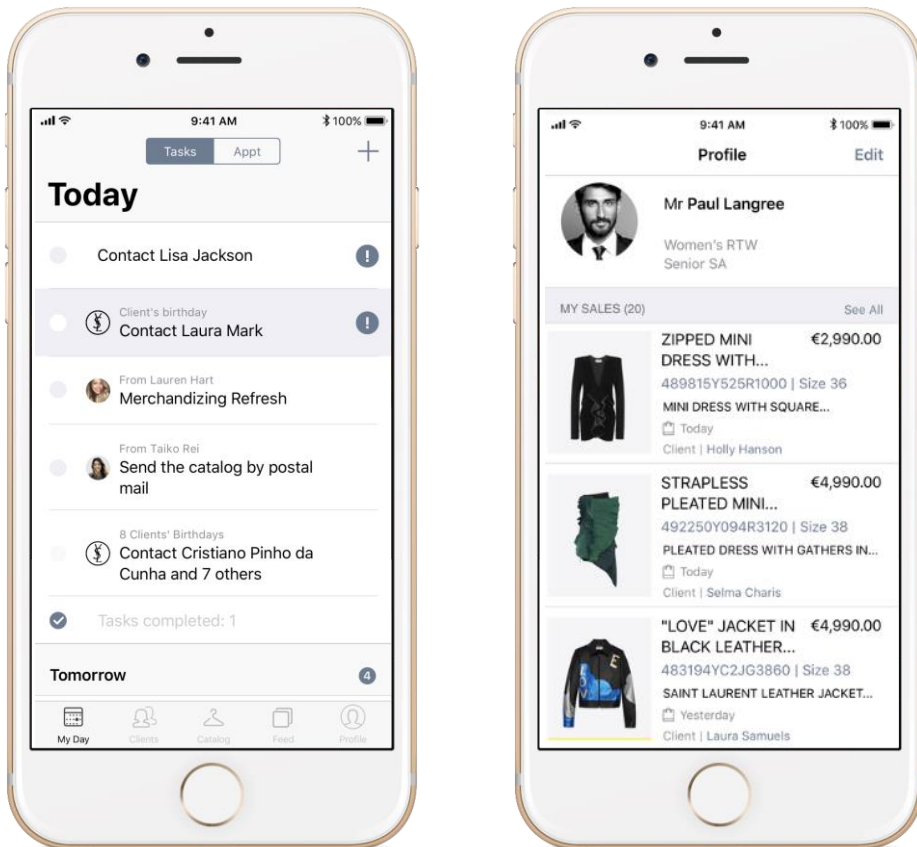 9:41 AM
100%
Tasks
Appt
Today
Contact Lisa Jackson
Client's birthday
Contact Laura Mark
From Lauren Hart
Merchandizing Refresh
From Taiko Rei
Send the catalog by postal
mail
8 Clients' Birthdays
Contact Cristiano Pinho da
Cunha and 7 others
Tasks completed: 1
Tomorrow
4
My Day
Clients
Catalog
Feed
Profile
9:41 AM
100%
Profile
Edit
Mr Paul Langree
Women's RTW
Senior SA
MY SALES (20)
See All
ZIPPED MINI €2,990.00
DRESS WITH...
489815Y525R1000 | Size 36
MINI DRESS WITH SQUARE...
Today
Client | Holly Hanson
STRAPLESS €4,990.00
PLEATED MINI...
492250Y094R3120 | Size 38
PLEATED DRESS WITH GATHERS IN...
Today
Client | Selma Charis
"LOVE" JACKET IN €4,990.00
BLACK LEATHER...
483194YC2JG3860 | Size 38
SAINT LAURENT LEATHER JACKET...
Yesterday
Client | Laura Samuels